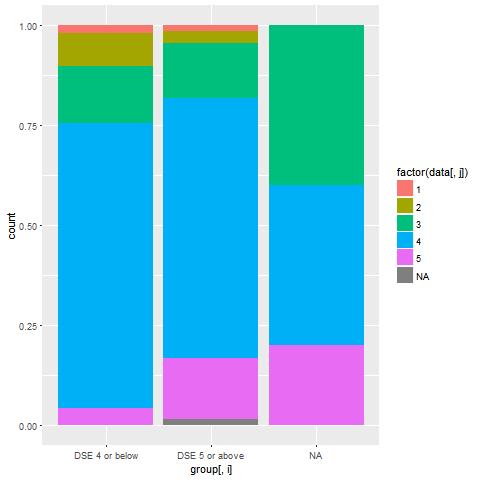 1.00
0.75
0.50
0.25
0.00
count
DSE 4 or below
DSE 5 or above
NA
group[, i]
factor(data[, j])
1
2
3
4
5
NA